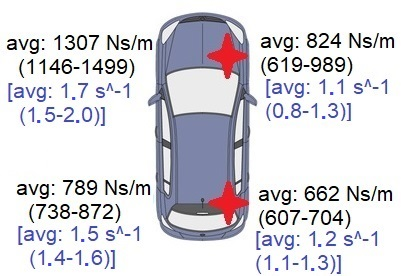 avg: 1307 Ns/m
(1146-1499)
[avg: 1.7 s^-1
(1.5-2.0)]
avg: 824 Ns/m
(619-989)
[avg: 1.1 s^-1
(0.8-1.3)]
avg: 789 Ns/m
(738-872)
[avg: 1.5 s^-1
(1.4-1.6)]
avg: 662 Ns/m
(607-704)
[avg: 1.2 s^-1
(1.1-1.3)]